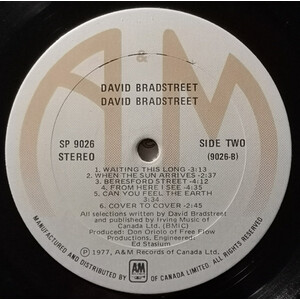 A&M
DAVID BRADSTREET
DAVID BRADSTREET
SP 9026
STEREO
SIDE TWO
(9026-B)
1. WAITING THIS LONG -3:13
2. WHEN THE SUN ARRIVES -2:37
3. BERESFORD STREET -4:12
4. FROM HERE I SEE -4:35
5. CAN YOU FEEL THE EARTH
3:34
6. COVER TO COVER -2:45
All selections written by David Bradstreet
and published by Irving Music of
Canada Ltd. (BMIC)
Producer: Don Oriolo of Free Flow
Productions, Engineered:
Ed Stasium
℗ 1977, A&M Records of Canada Ltd.
All Rights Reserved
MANUFACTURED AND DISTRIBUTED BY A&M OF CANADA LIMITED